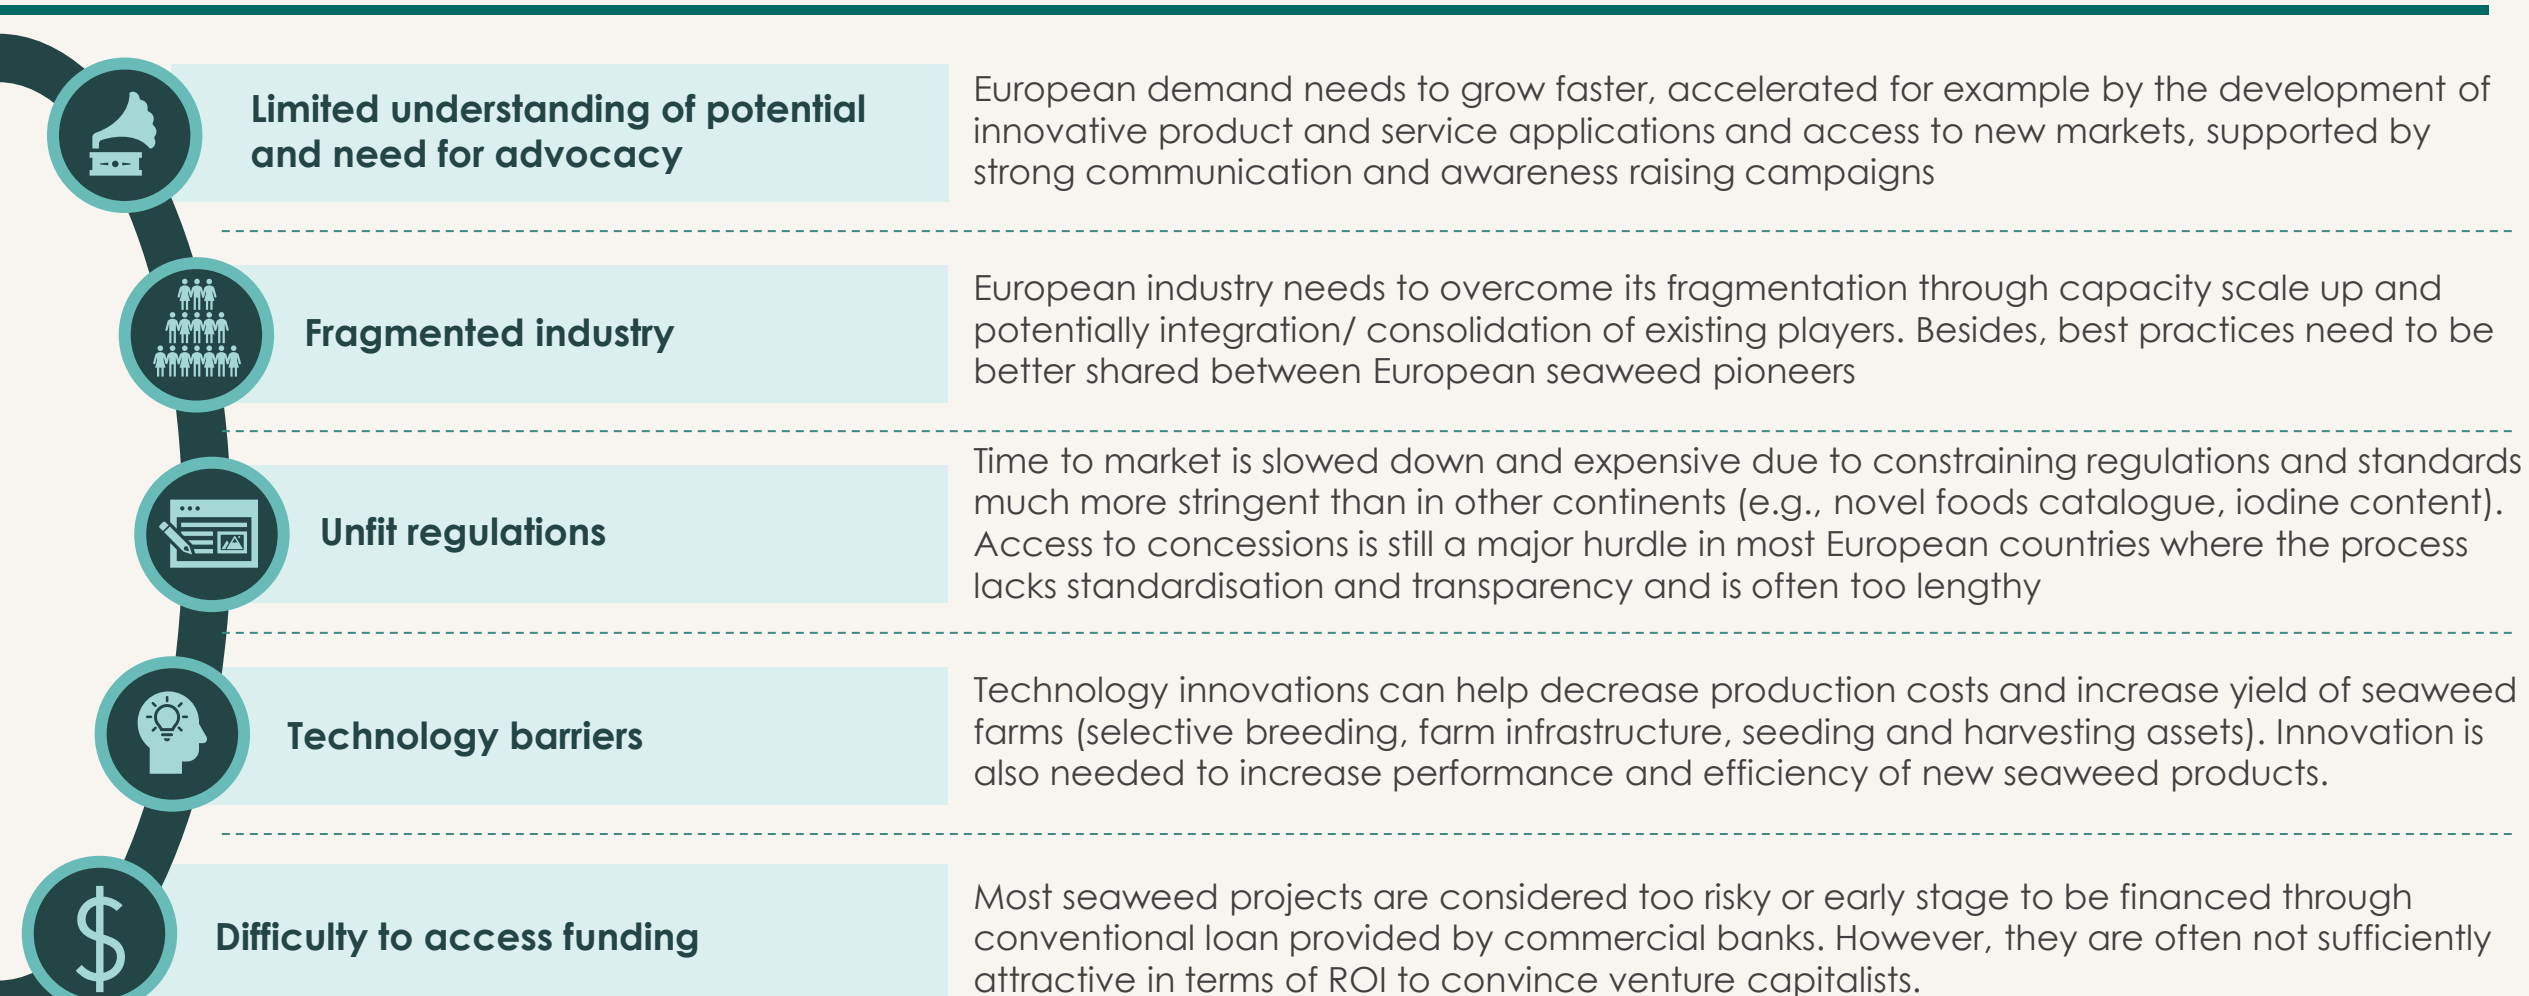 Limited understanding of potential
and need for advocacy
European demand needs to grow faster, accelerated for example by the development of
innovative product and service applications and access to new markets, supported by
strong communication and awareness raising campaigns
Fragmented industry
European industry needs to overcome its fragmentation through capacity scale up and
potentially integration/ consolidation of existing players. Besides, best practices need to be
better shared between European seaweed pioneers
Unfit regulations
Time to market is slowed down and expensive due to constraining regulations and standards
much more stringent than in other continents (e.g., novel foods catalogue, iodine content).
Access to concessions is still a major hurdle in most European countries where the process
lacks standardisation and transparency and is often too lengthy
Technology barriers
Technology innovations can help decrease production costs and increase yield of seaweed
farms (selective breeding, farm infrastructure, seeding and harvesting assets). Innovation is
also needed to increase performance and efficiency of new seaweed products.
$
Difficulty to access funding
Most seaweed projects are considered too risky or early stage to be financed through
conventional loan provided by commercial banks. However, they are often not sufficiently
attractive in terms of ROI to convince venture capitalists.